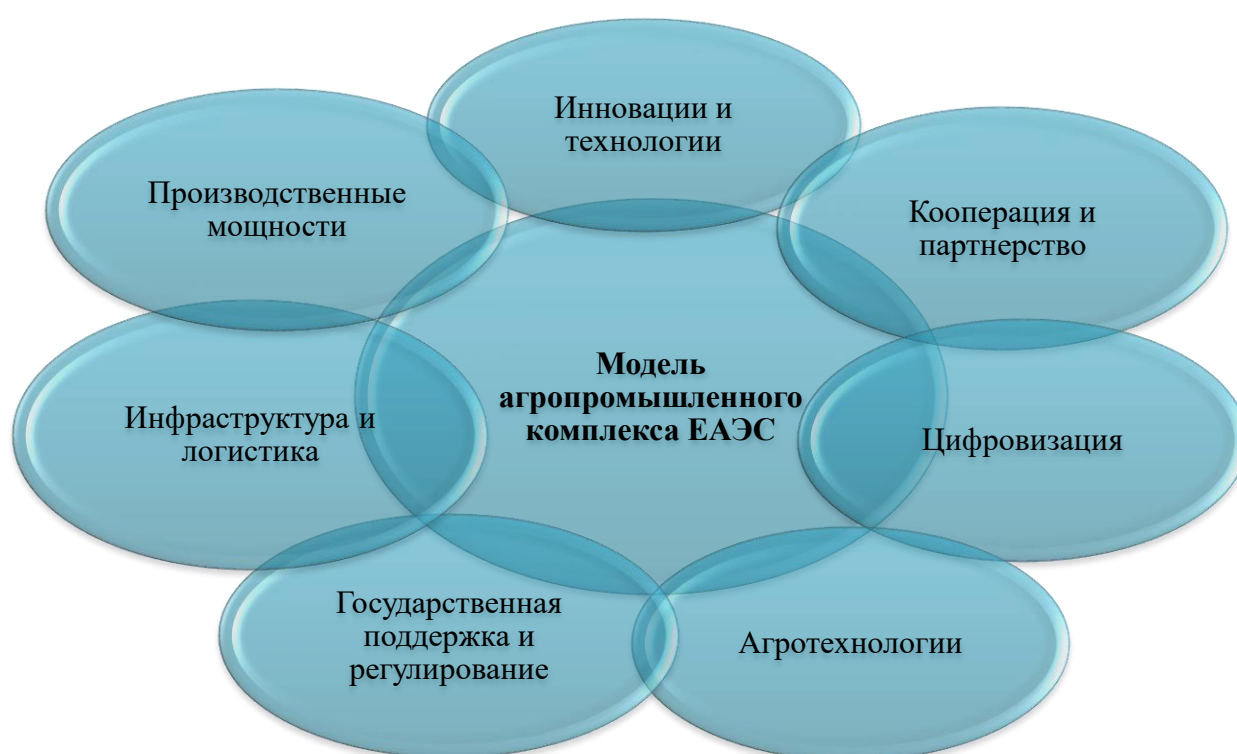 Инновации и
технологии
Производственные
мощности
Кооперация и
партнерство
Модель
агропромышленного
комплекса ЕАЭС
Инфраструктура и
логистика
Цифровизация
Государственная
поддержка и
регулирование
Агротехнологии